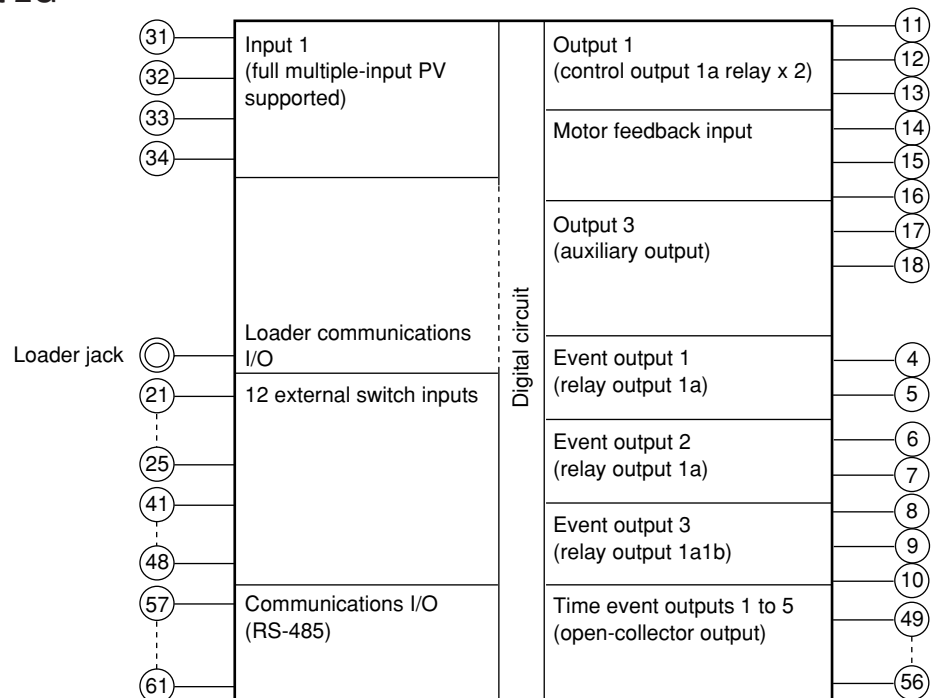 31
Input 1
(full multiple-input PV
supported)
32
33
34
Loader jack
Loader communications
I/O
21
12 external switch inputs
25
41
48
57
Communications I/O
(RS-485)
61
Digital circuit
Output 1
(control output 1a relay x 2)
11
12
13
Motor feedback input
14
15
16
Output 3
(auxiliary output)
17
18
Event output 1
(relay output 1a)
4
5
Event output 2
(relay output 1a)
6
7
Event output 3
(relay output 1a1b)
8
9
10
Time event outputs 1 to 5
(open-collector output)
49
56